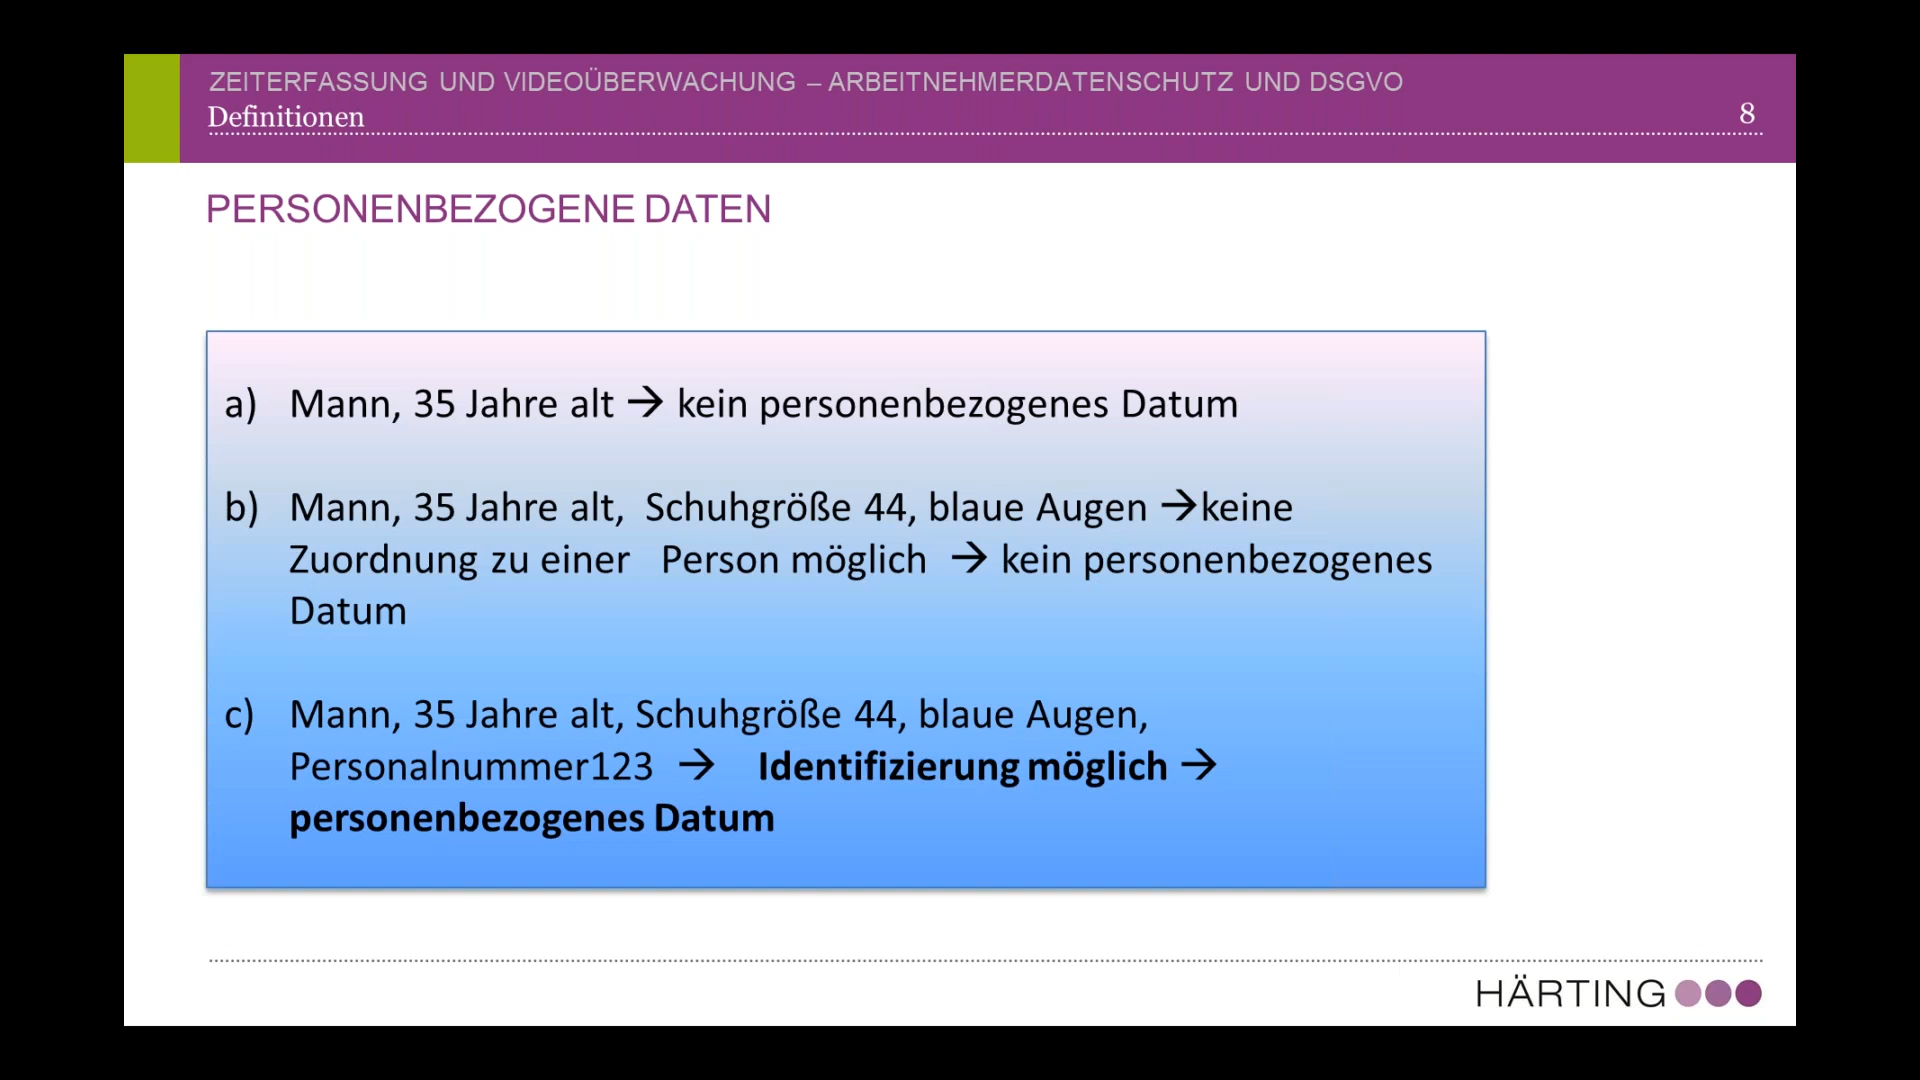 ZEITERFASSUNG UND VIDEOÜBERWACHUNG – ARBEITNEHMERDATENSCHUTZ UND DSGVO
Definitionen 8
PERSONENBEZOGENE DATEN
a) Mann, 35 Jahre alt → kein personenbezogenes Datum
b) Mann, 35 Jahre alt, Schuhgröße 44, blaue Augen →keine
Zuordnung zu einer Person möglich → kein personenbezogenes
Datum
c) Mann, 35 Jahre alt, Schuhgröße 44, blaue Augen,
Personalnummer123 → Identifizierung möglich →
personenbezogenes Datum
HÄRTING